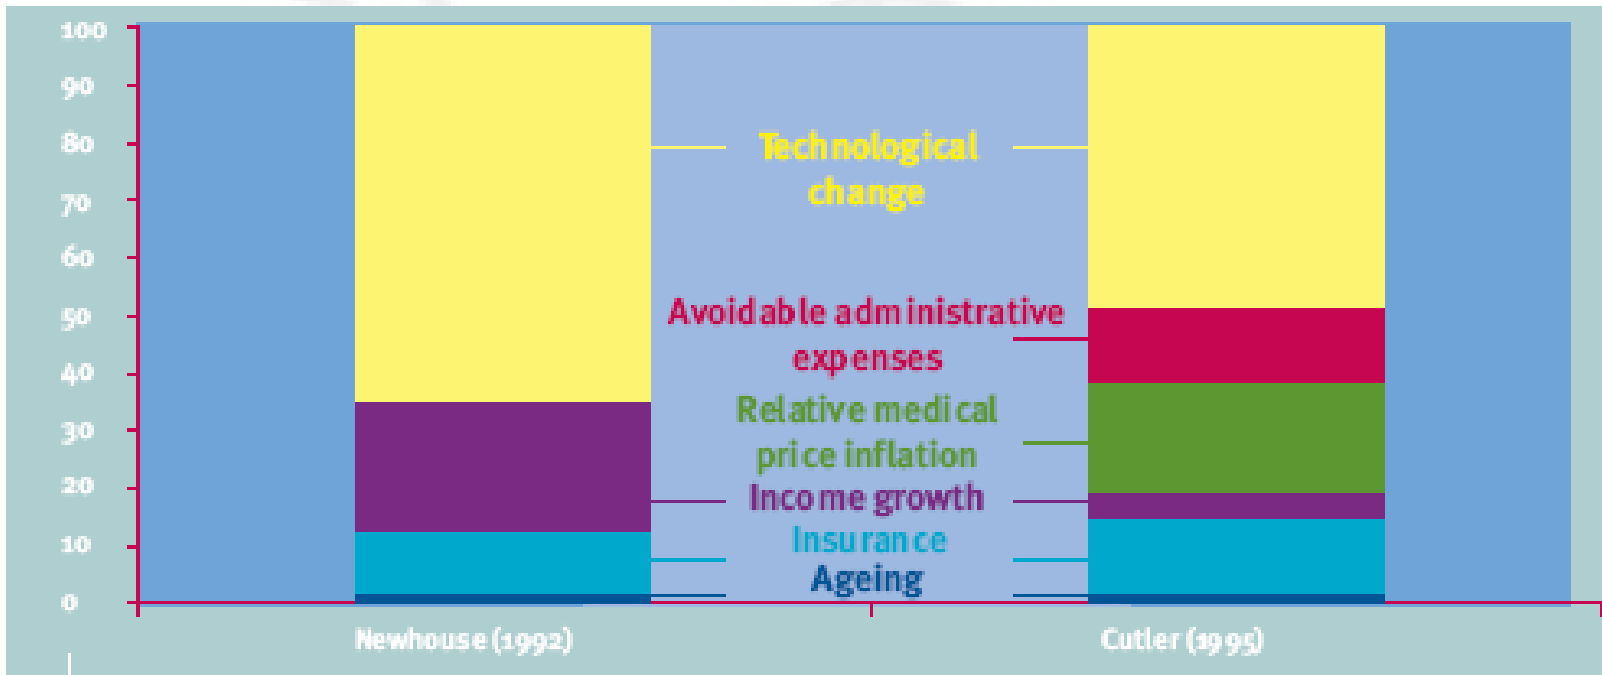 100
90
80
70
60
50
40
30
20
10
0
Technological
change
Avoidable administrative
expenses
Relative medical
price inflation
Income growth
Insurance
Ageing
Newhouse (1992)
Cutler (1995)